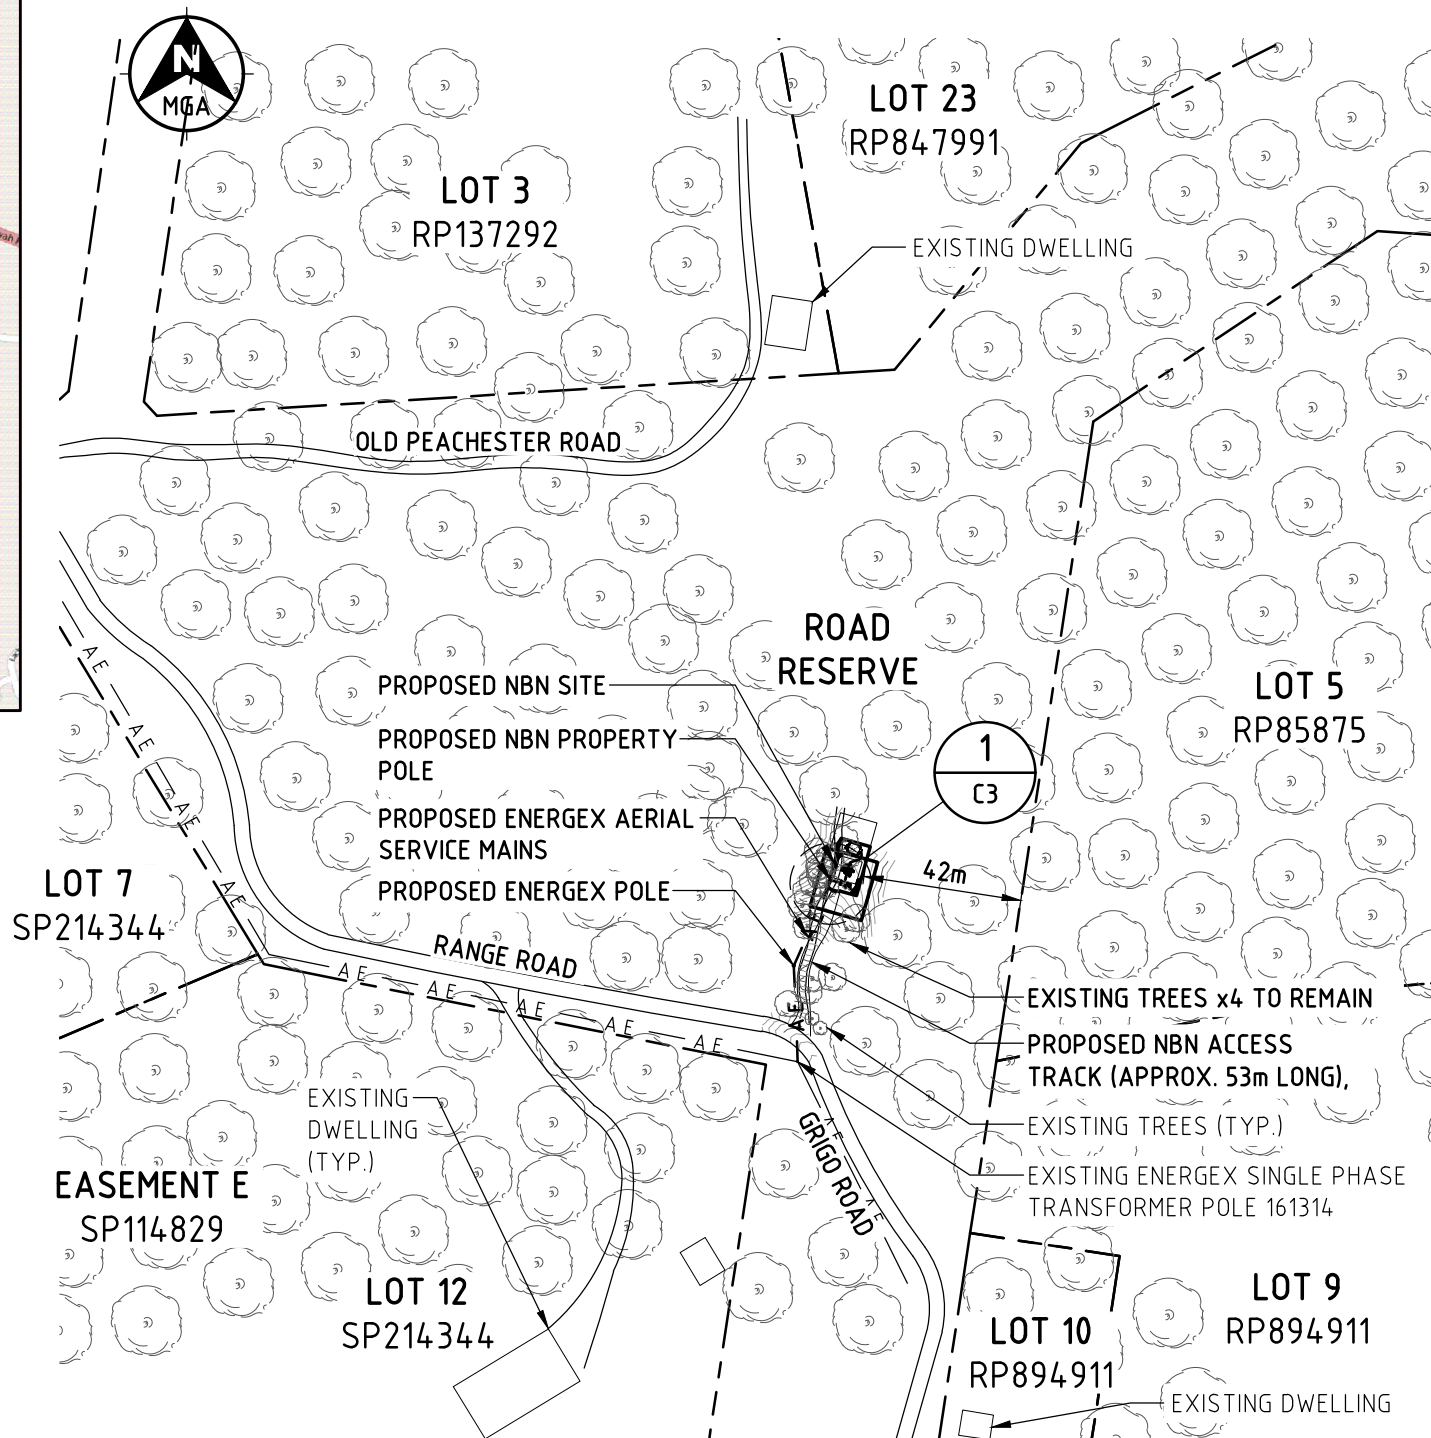 N
MGA
LOT 23
RP847991
LOT 3
RP137292
EXISTING DWELLING
OLD PEACHESTER ROAD
ROAD
RESERVE
PROPOSED NBN SITE
LOT 5
RP85875
PROPOSED NBN PROPERTY
POLE
1
C3
PROPOSED ENERGEX AERIAL
SERVICE MAINS
PROPOSED ENERGEX POLE
42m
LOT 7
SP214344
RANGE ROAD
A E
A E
A E
A E
A E
A E
A E
A E
A E
A E
A E
A E
EXISTING TREES x4 TO REMAIN
PROPOSED NBN ACCESS
TRACK (APPROX. 53m LONG),
EXISTING TREES (TYP.)
EXISTING ENERGEX SINGLE PHASE
TRANSFORMER POLE 161314
EXISTING
DWELLING
(TYP.)
GRIGO ROAD
EASEMENT E
SP114829
LOT 12
SP214344
LOT 10
RP894911
LOT 9
RP894911
EXISTING DWELLING